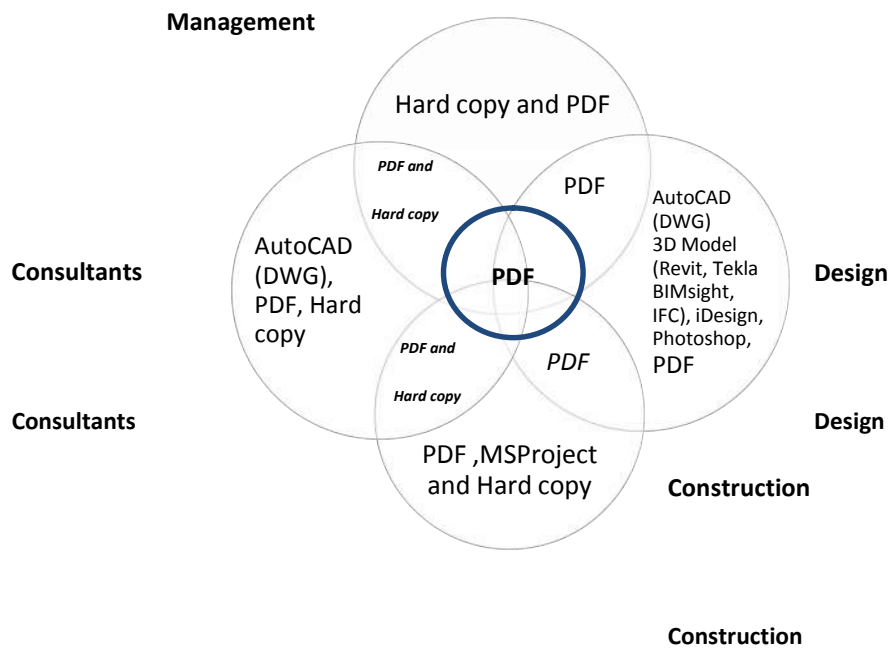 Management
Hard copy and PDF
PDF and
Hard copy
PDF
AutoCAD
(DWG)
3D Model
(Revit, Tekla
BIMsight,
IFC), iDesign,
Photoshop,
PDF
AutoCAD
(DWG),
PDF, Hard
copy
Consultants
PDF
Design
PDF and
Hard copy
PDF
Consultants
Design
PDF ,MSProject
and Hard copy
Construction
Construction